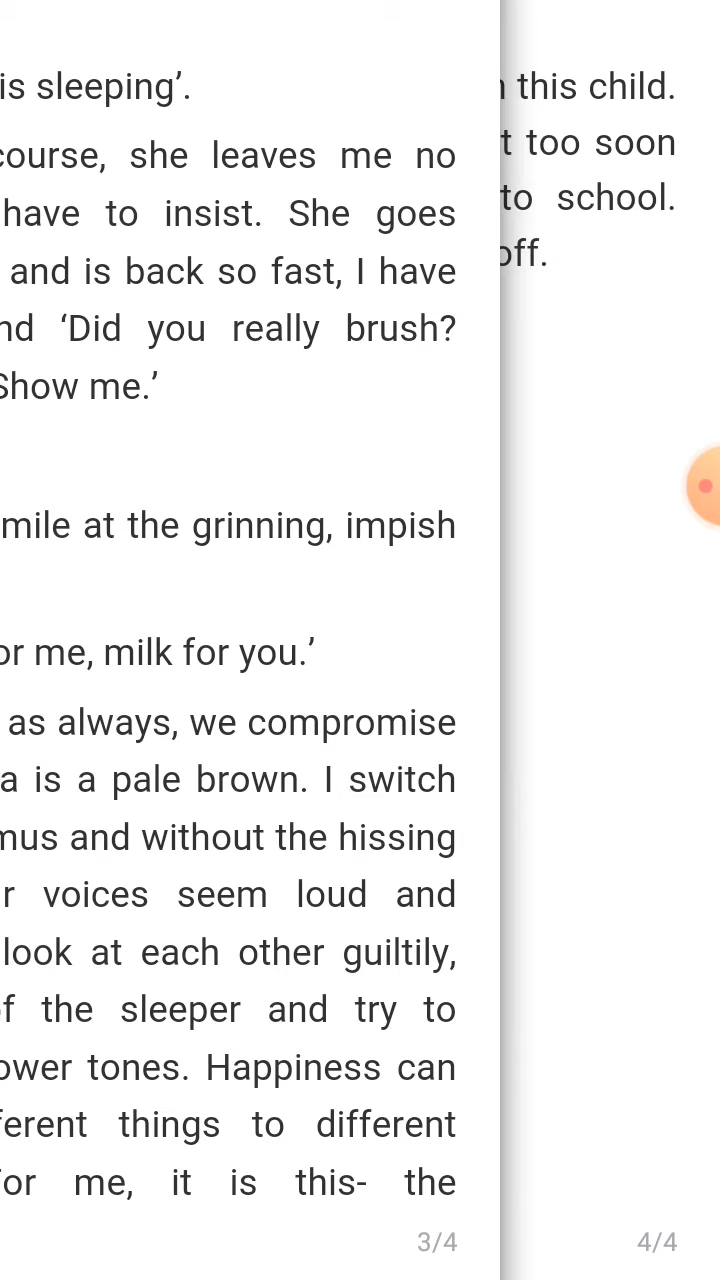 is sleeping’.
course, she leaves me no
have to insist. She goes
and is back so fast, I have
nd ‘Did you really brush?
Show me.’
mile at the grinning, impish
or me, milk for you.’
as always, we compromise
a is a pale brown. I switch
mus and without the hissing
r voices seem loud and
look at each other guiltily,
of the sleeper and try to
ower tones. Happiness can
ferent things to different
for me, it is this- the
3/4
this child.
t too soon
to school.
off.
4/4